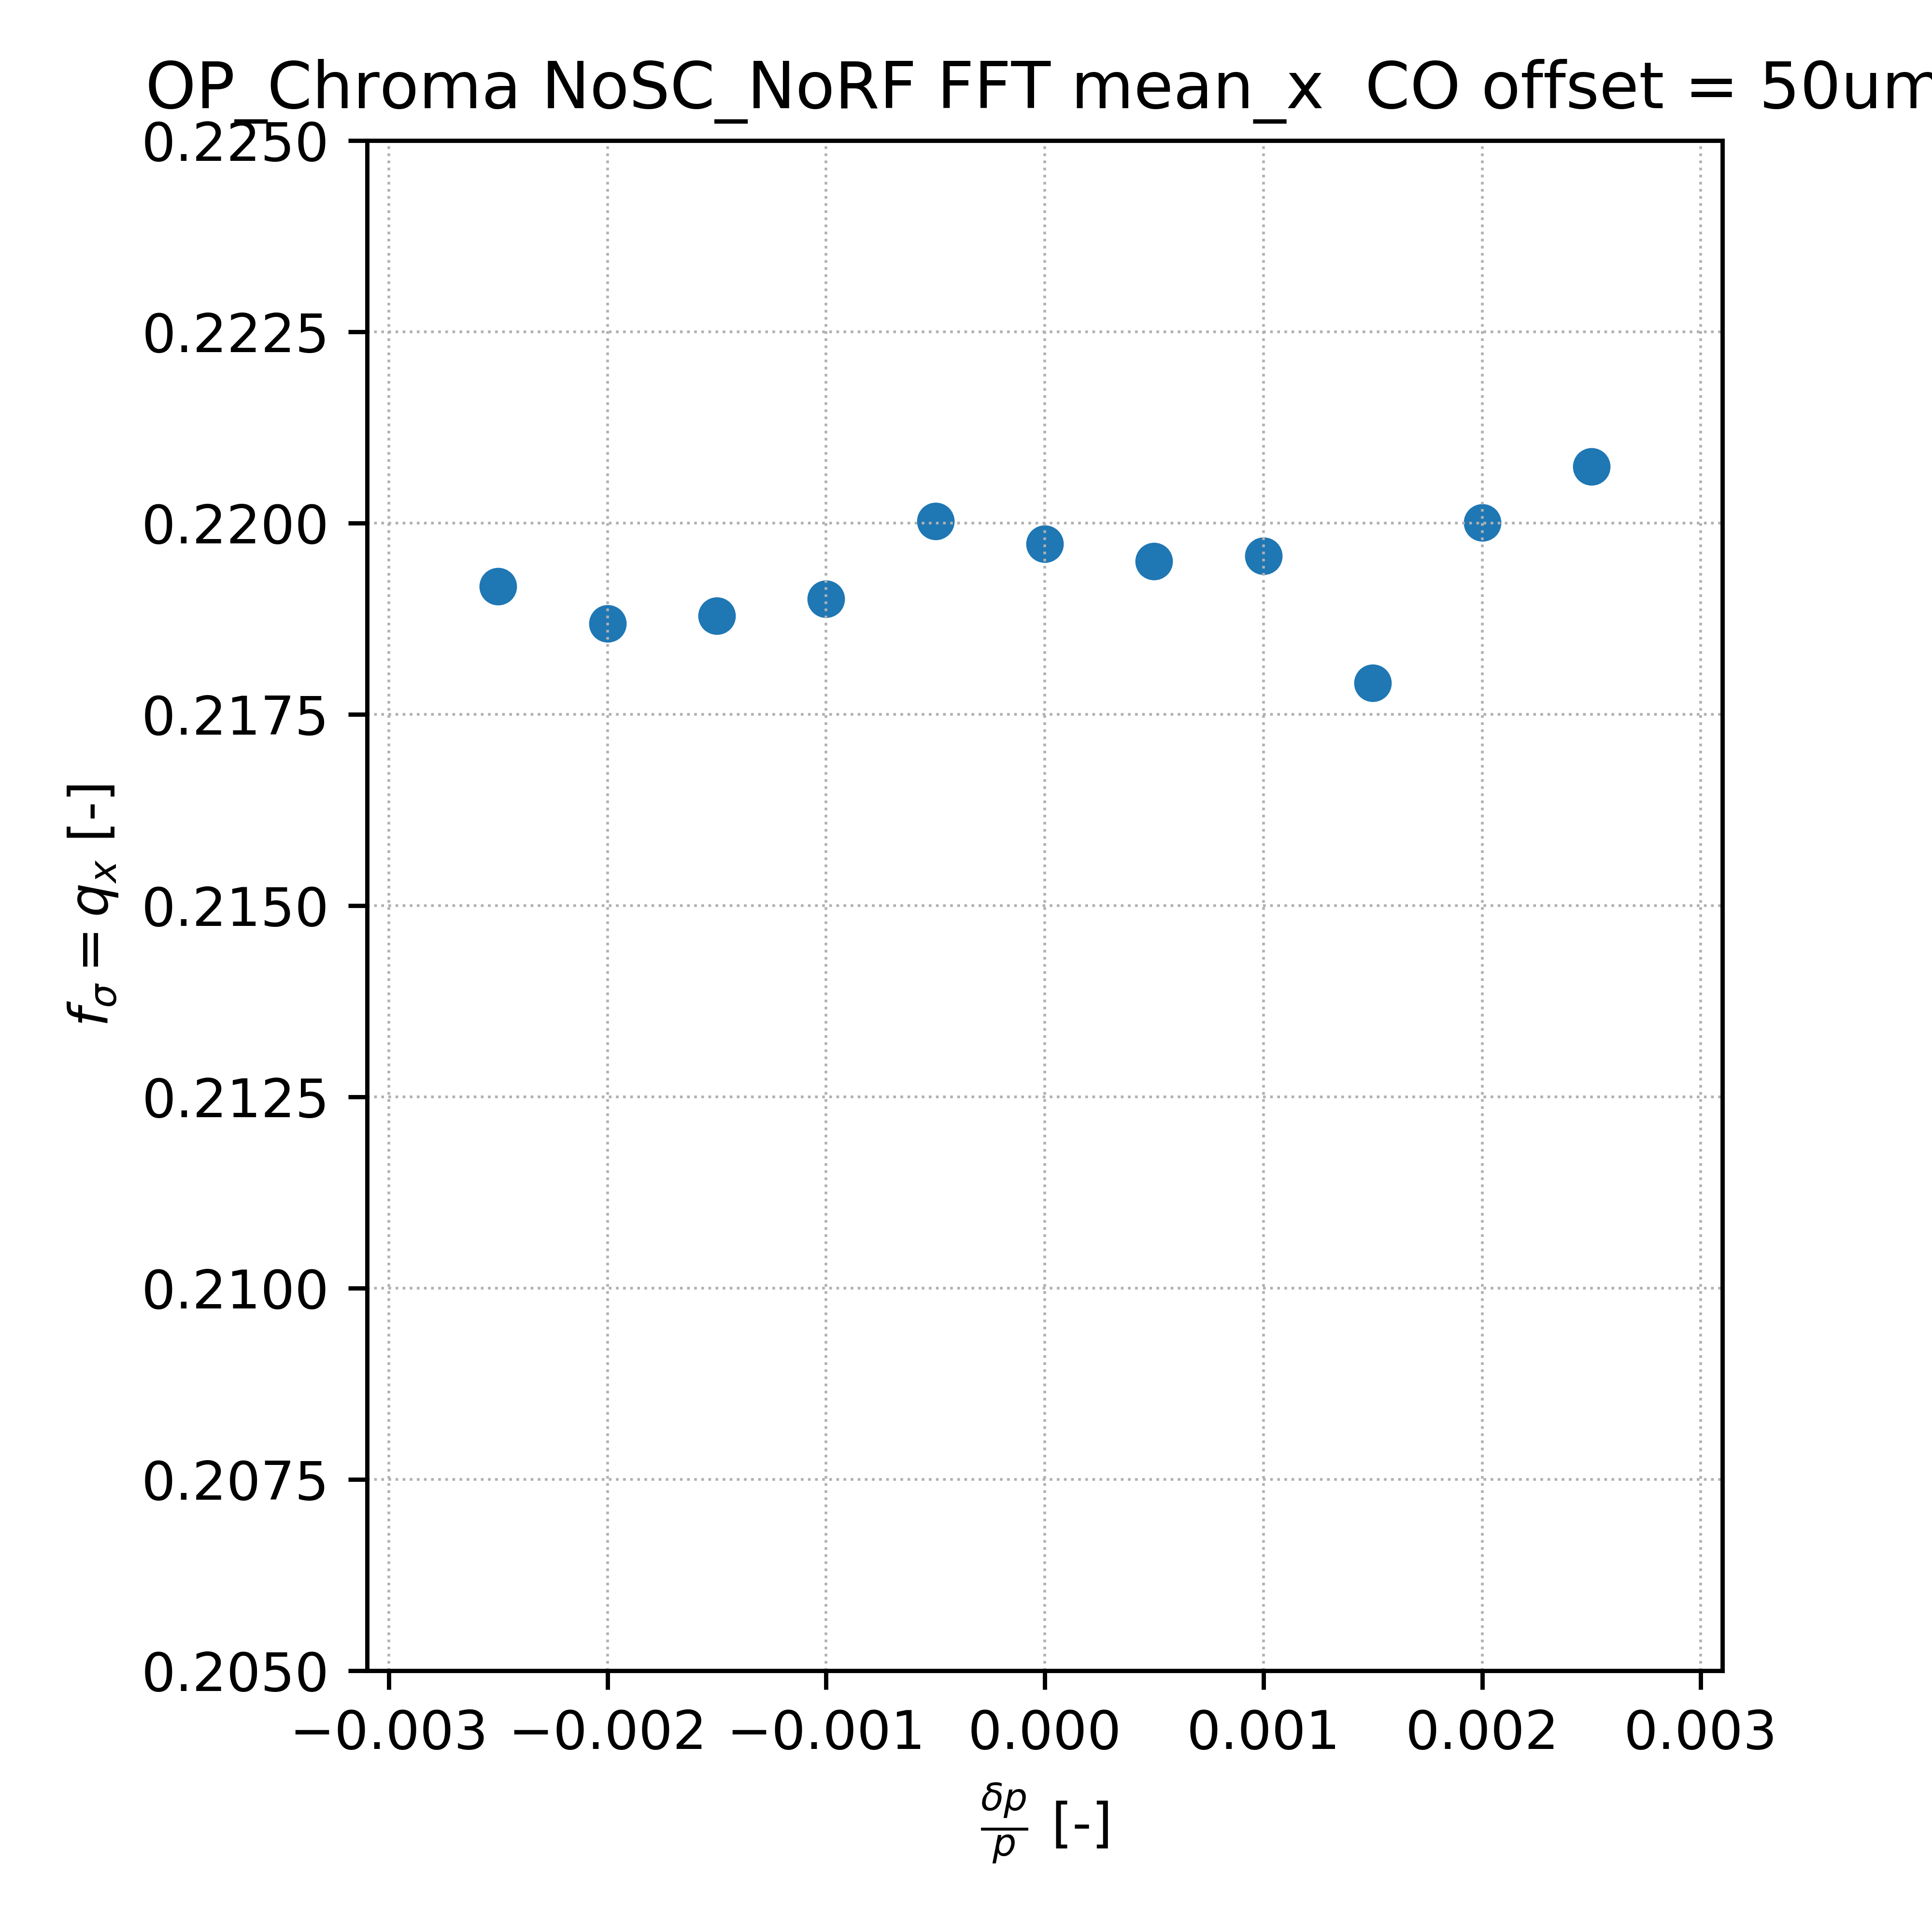 OP_Chroma NoSC_NoRF FFT mean_x CO offset = 50um
0.2250
0.2225
0.2200
0.2175
0.2150
0.2125
0.2100
0.2075
0.2050
f_σ = q_x [-]
−0.003 −0.002 −0.001 0.000 0.001 0.002 0.003
δp/p [-]